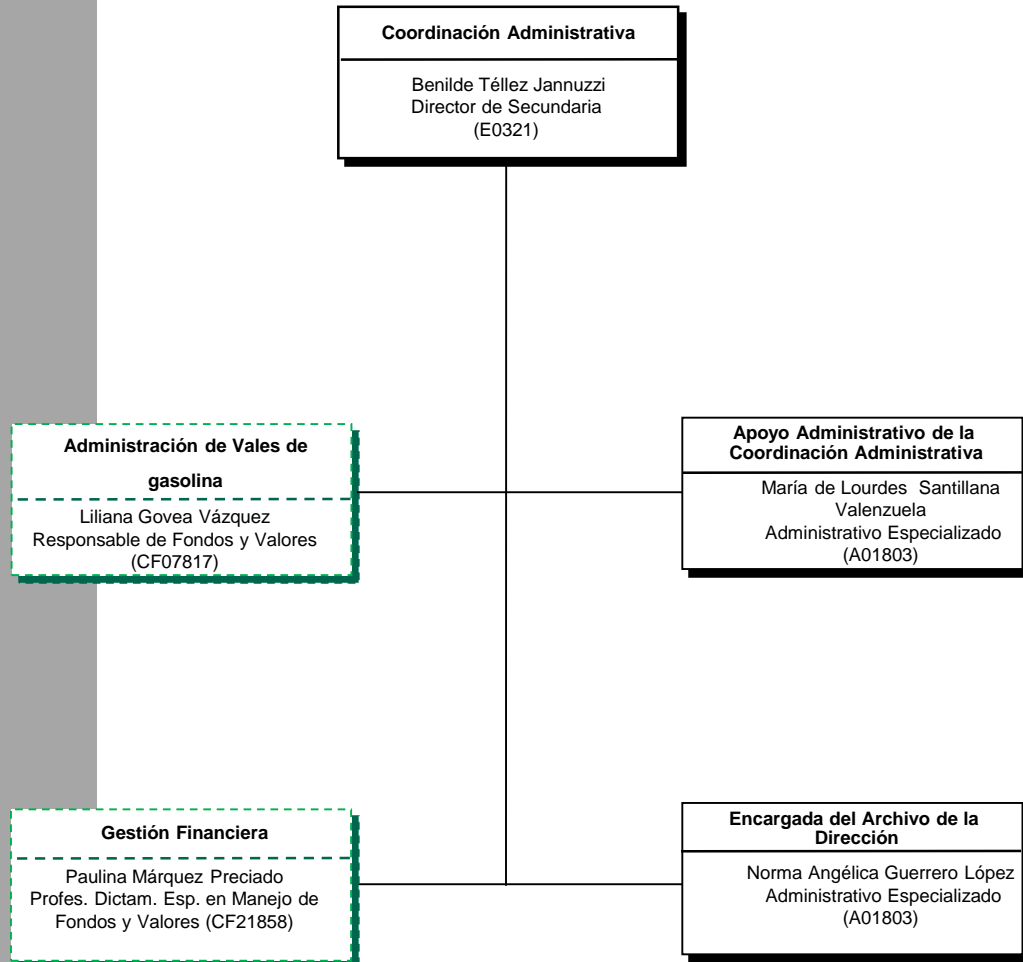 Coordinación Administrativa
Benilde Téllez Jannuzzi
Director de Secundaria
(E0321)
Administración de Vales de
gasolina
Liliana Govea Vázquez
Responsable de Fondos y Valores
(CF07817)
Apoyo Administrativo de la
Coordinación Administrativa
María de Lourdes Santillana
Valenzuela
Administrativo Especializado
(A01803)
Gestión Financiera
Paulina Márquez Preciado
Profes. Dictam. Esp. en Manejo de
Fondos y Valores (CF21858)
Encargada del Archivo de la
Dirección
Norma Angélica Guerrero López
Administrativo Especializado
(A01803)